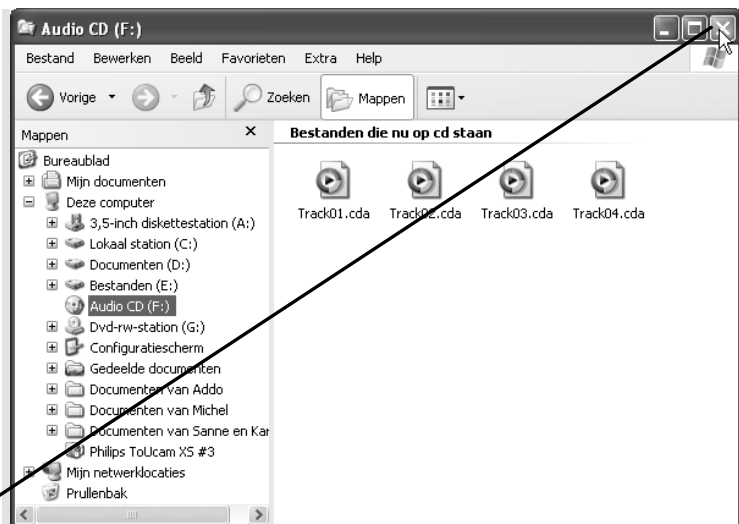 Audio CD (F:)
Bestand Bewerken Beeld Favorieten Extra Help
Vorige Zoeken Mappen
Mappen
Bestanden die nu op cd staan
Bureaublad
Mijn documenten
Deze computer
3,5-inch diskettestation (A:)
Lokaal station (C:)
Documenten (D:)
Bestanden (E:)
Audio CD (F:)
Dvd-rw-station (G:)
Configuratiescherm
Gedeelde documenten
Documenten van Addo
Documenten van Michel
Documenten van Sanne en Kar
Philips ToUcam XS #3
Mijn netwerklocaties
Prullenbak
Track01.cda Track02.cda Track03.cda Track04.cda